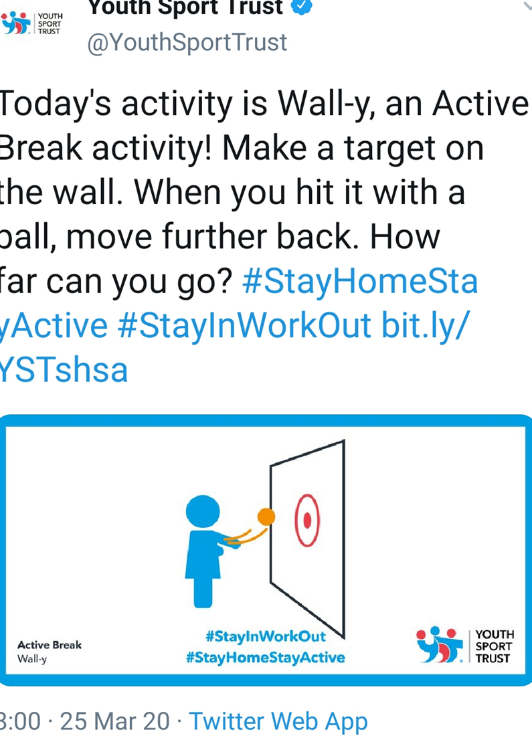 Youth Sport Trust
YOUTH
SPORT
TRUST
@YouthSportTrust
Today's activity is Wall-y, an Active
Break activity! Make a target on
the wall. When you hit it with a
ball, move further back. How
far can you go? #StayHomeSta
yActive #StayInWorkOut bit.ly/
YSTshsa
#StayInWorkOut
#StayHomeStayActive
Active Break
Wall-y
YOUTH
SPORT
TRUST
:00 · 25 Mar 20 · Twitter Web App